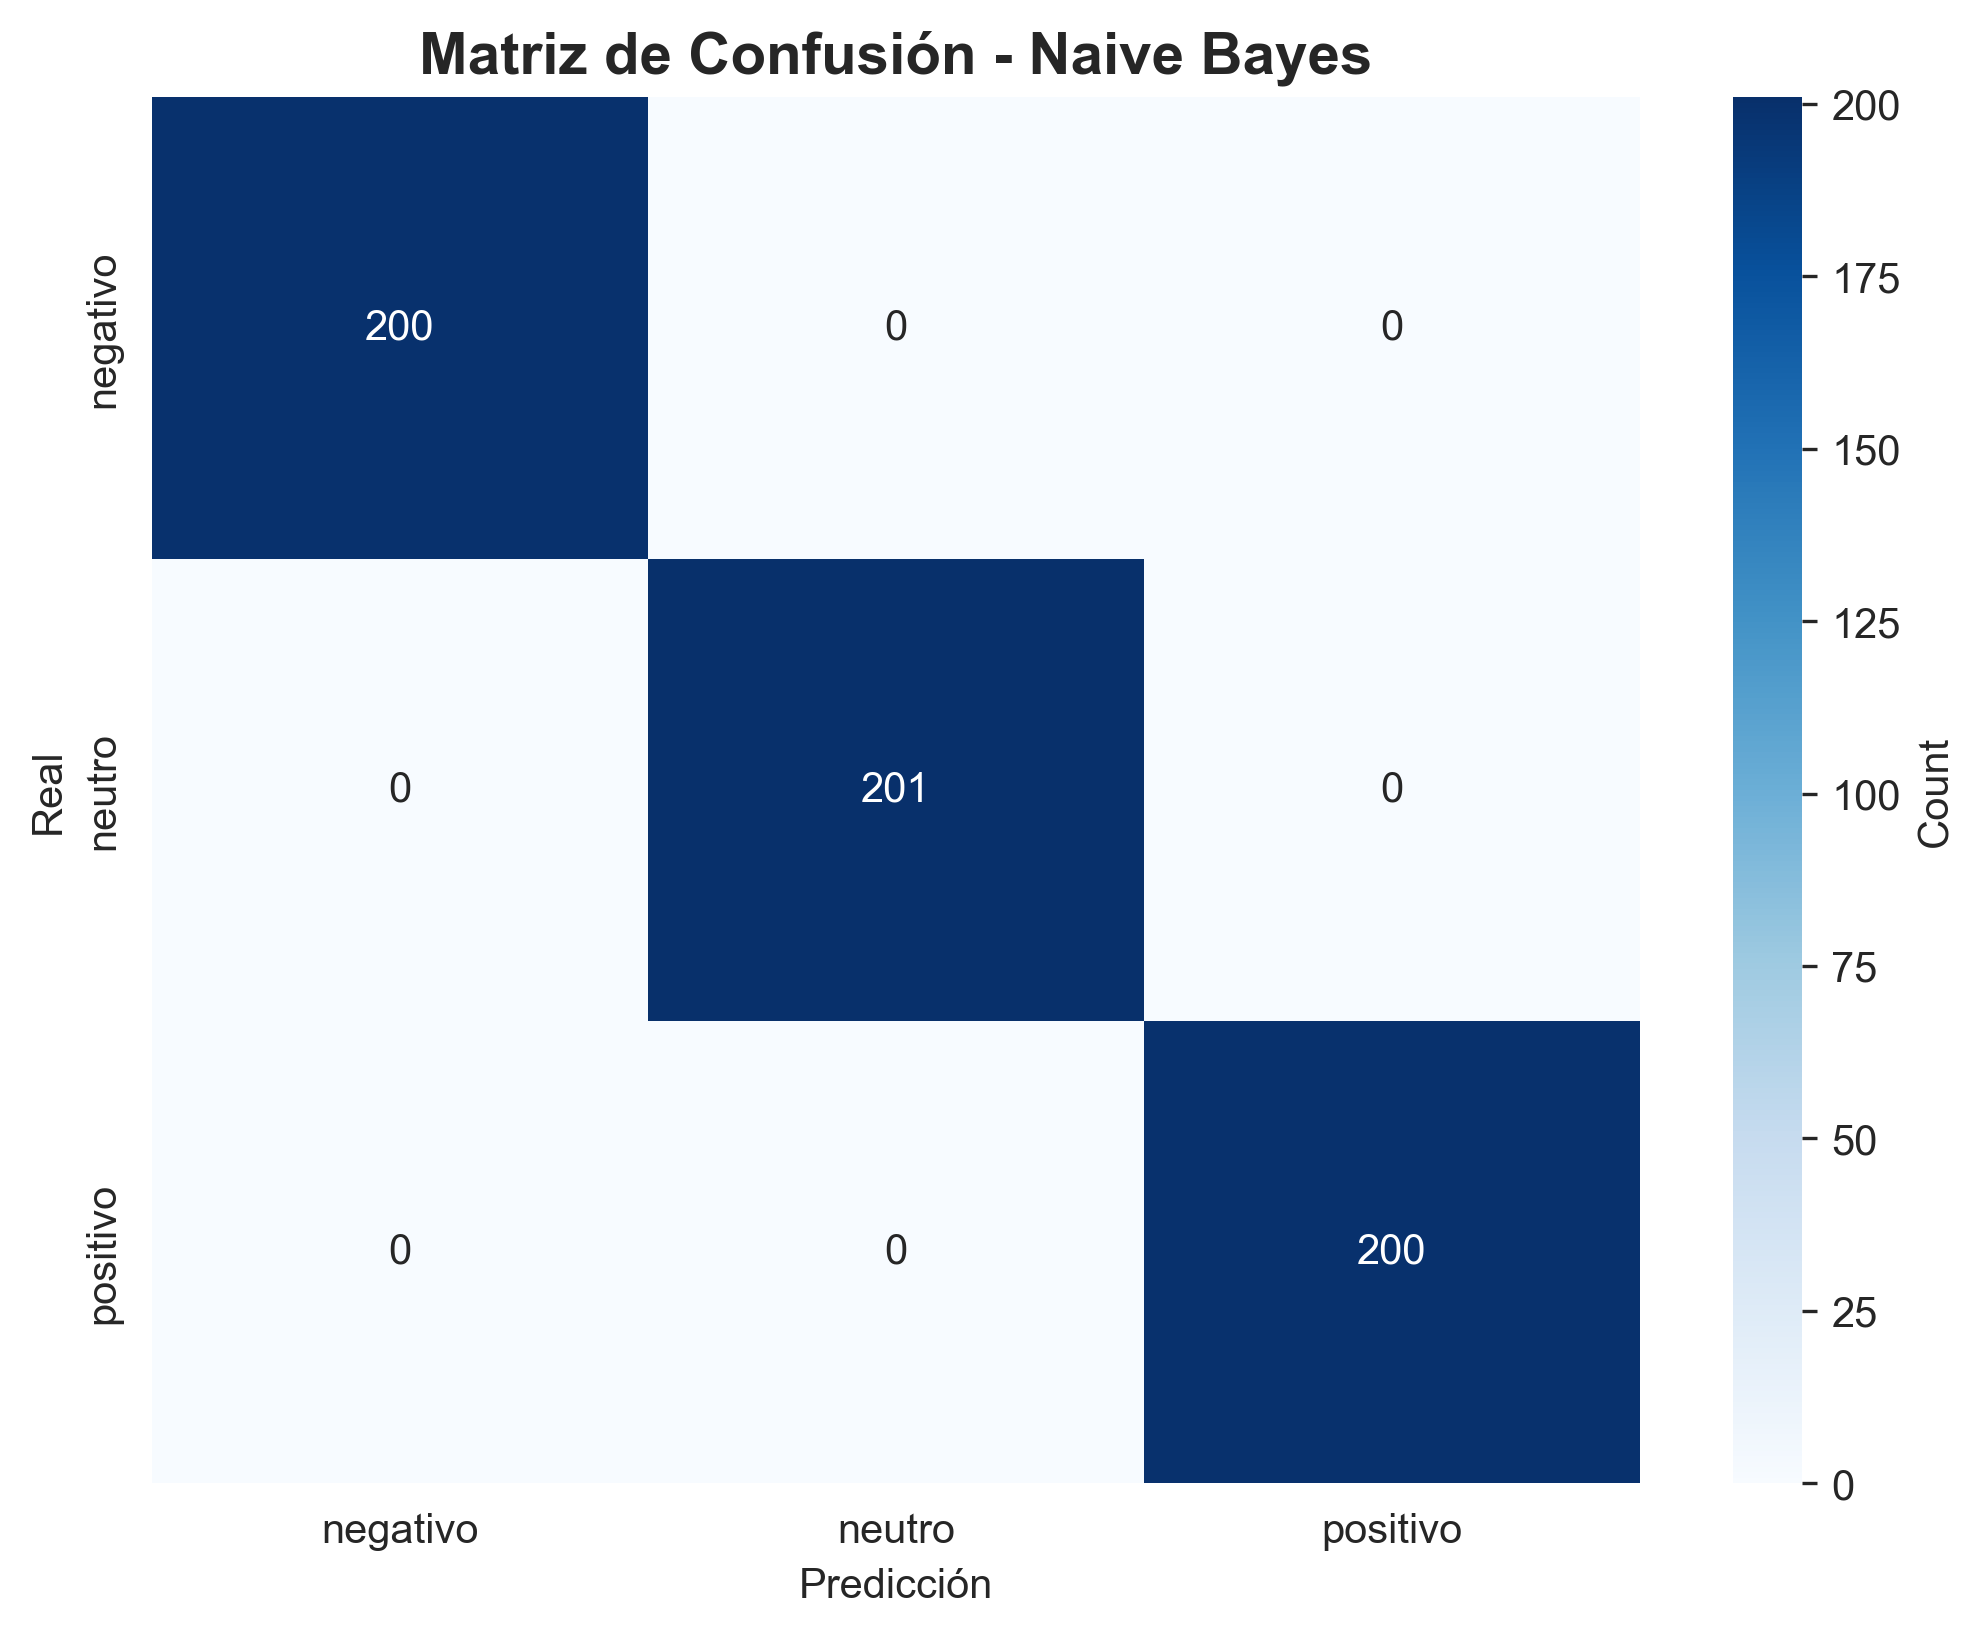 Matriz de Confusión - Naive Bayes
negativo
200
0
0
Real
neutro
0
201
0
positivo
0
0
200
negativo
neutro
positivo
Predicción
200
175
150
125
100
75
50
25
0
Count